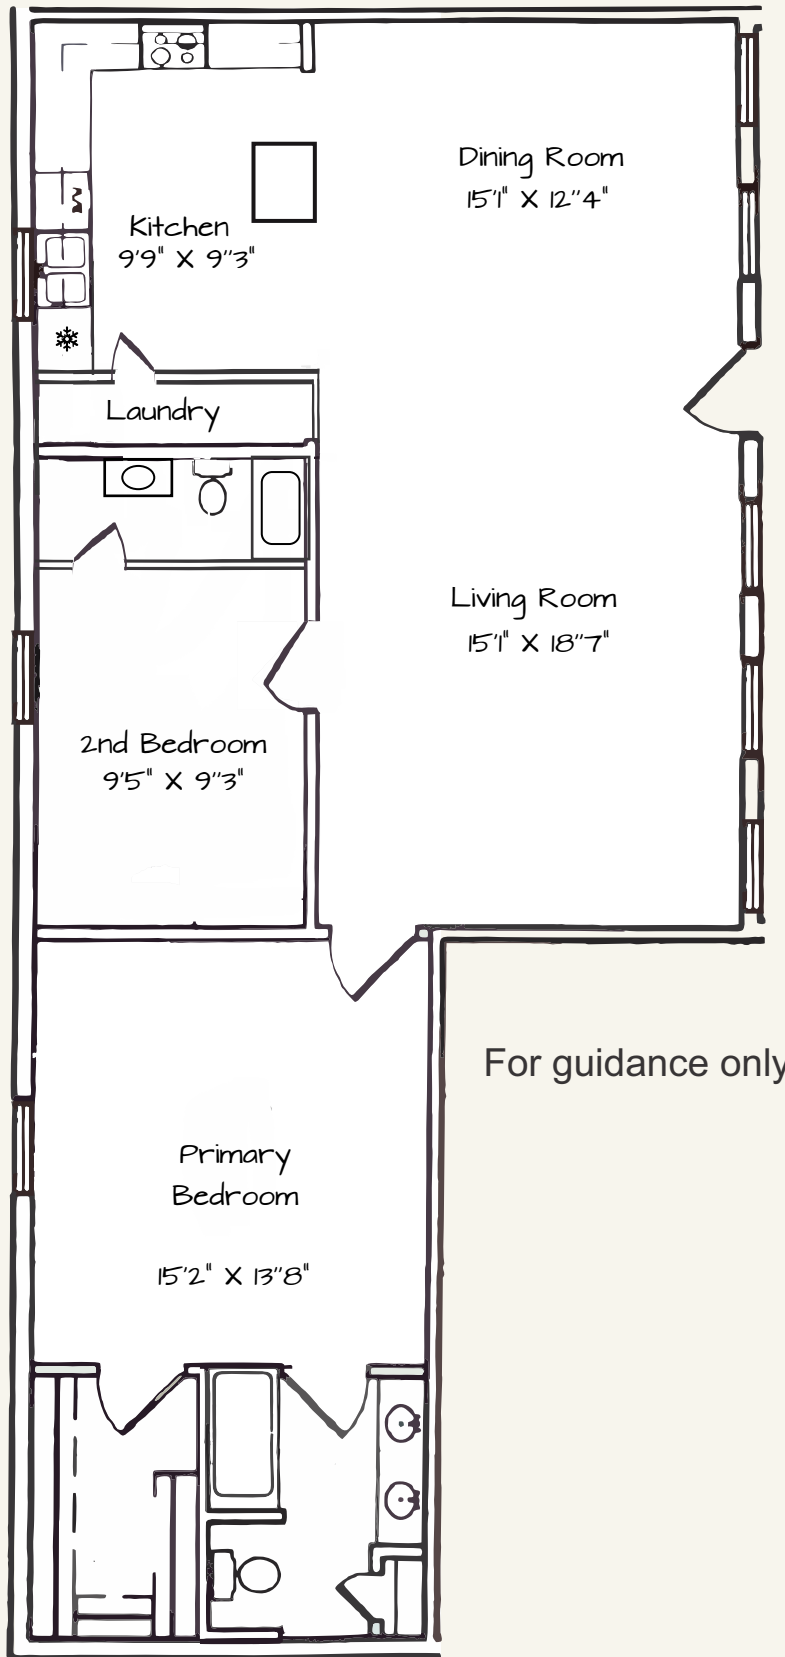 Dining Room
15'1" X 12''4"
Kitchen
9'9" X 9''3"
Laundry
Living Room
15'1" X 18''7"
2nd Bedroom
9'5" X 9''3"
For guidance only
Primary
Bedroom
15'2" X 13''8"